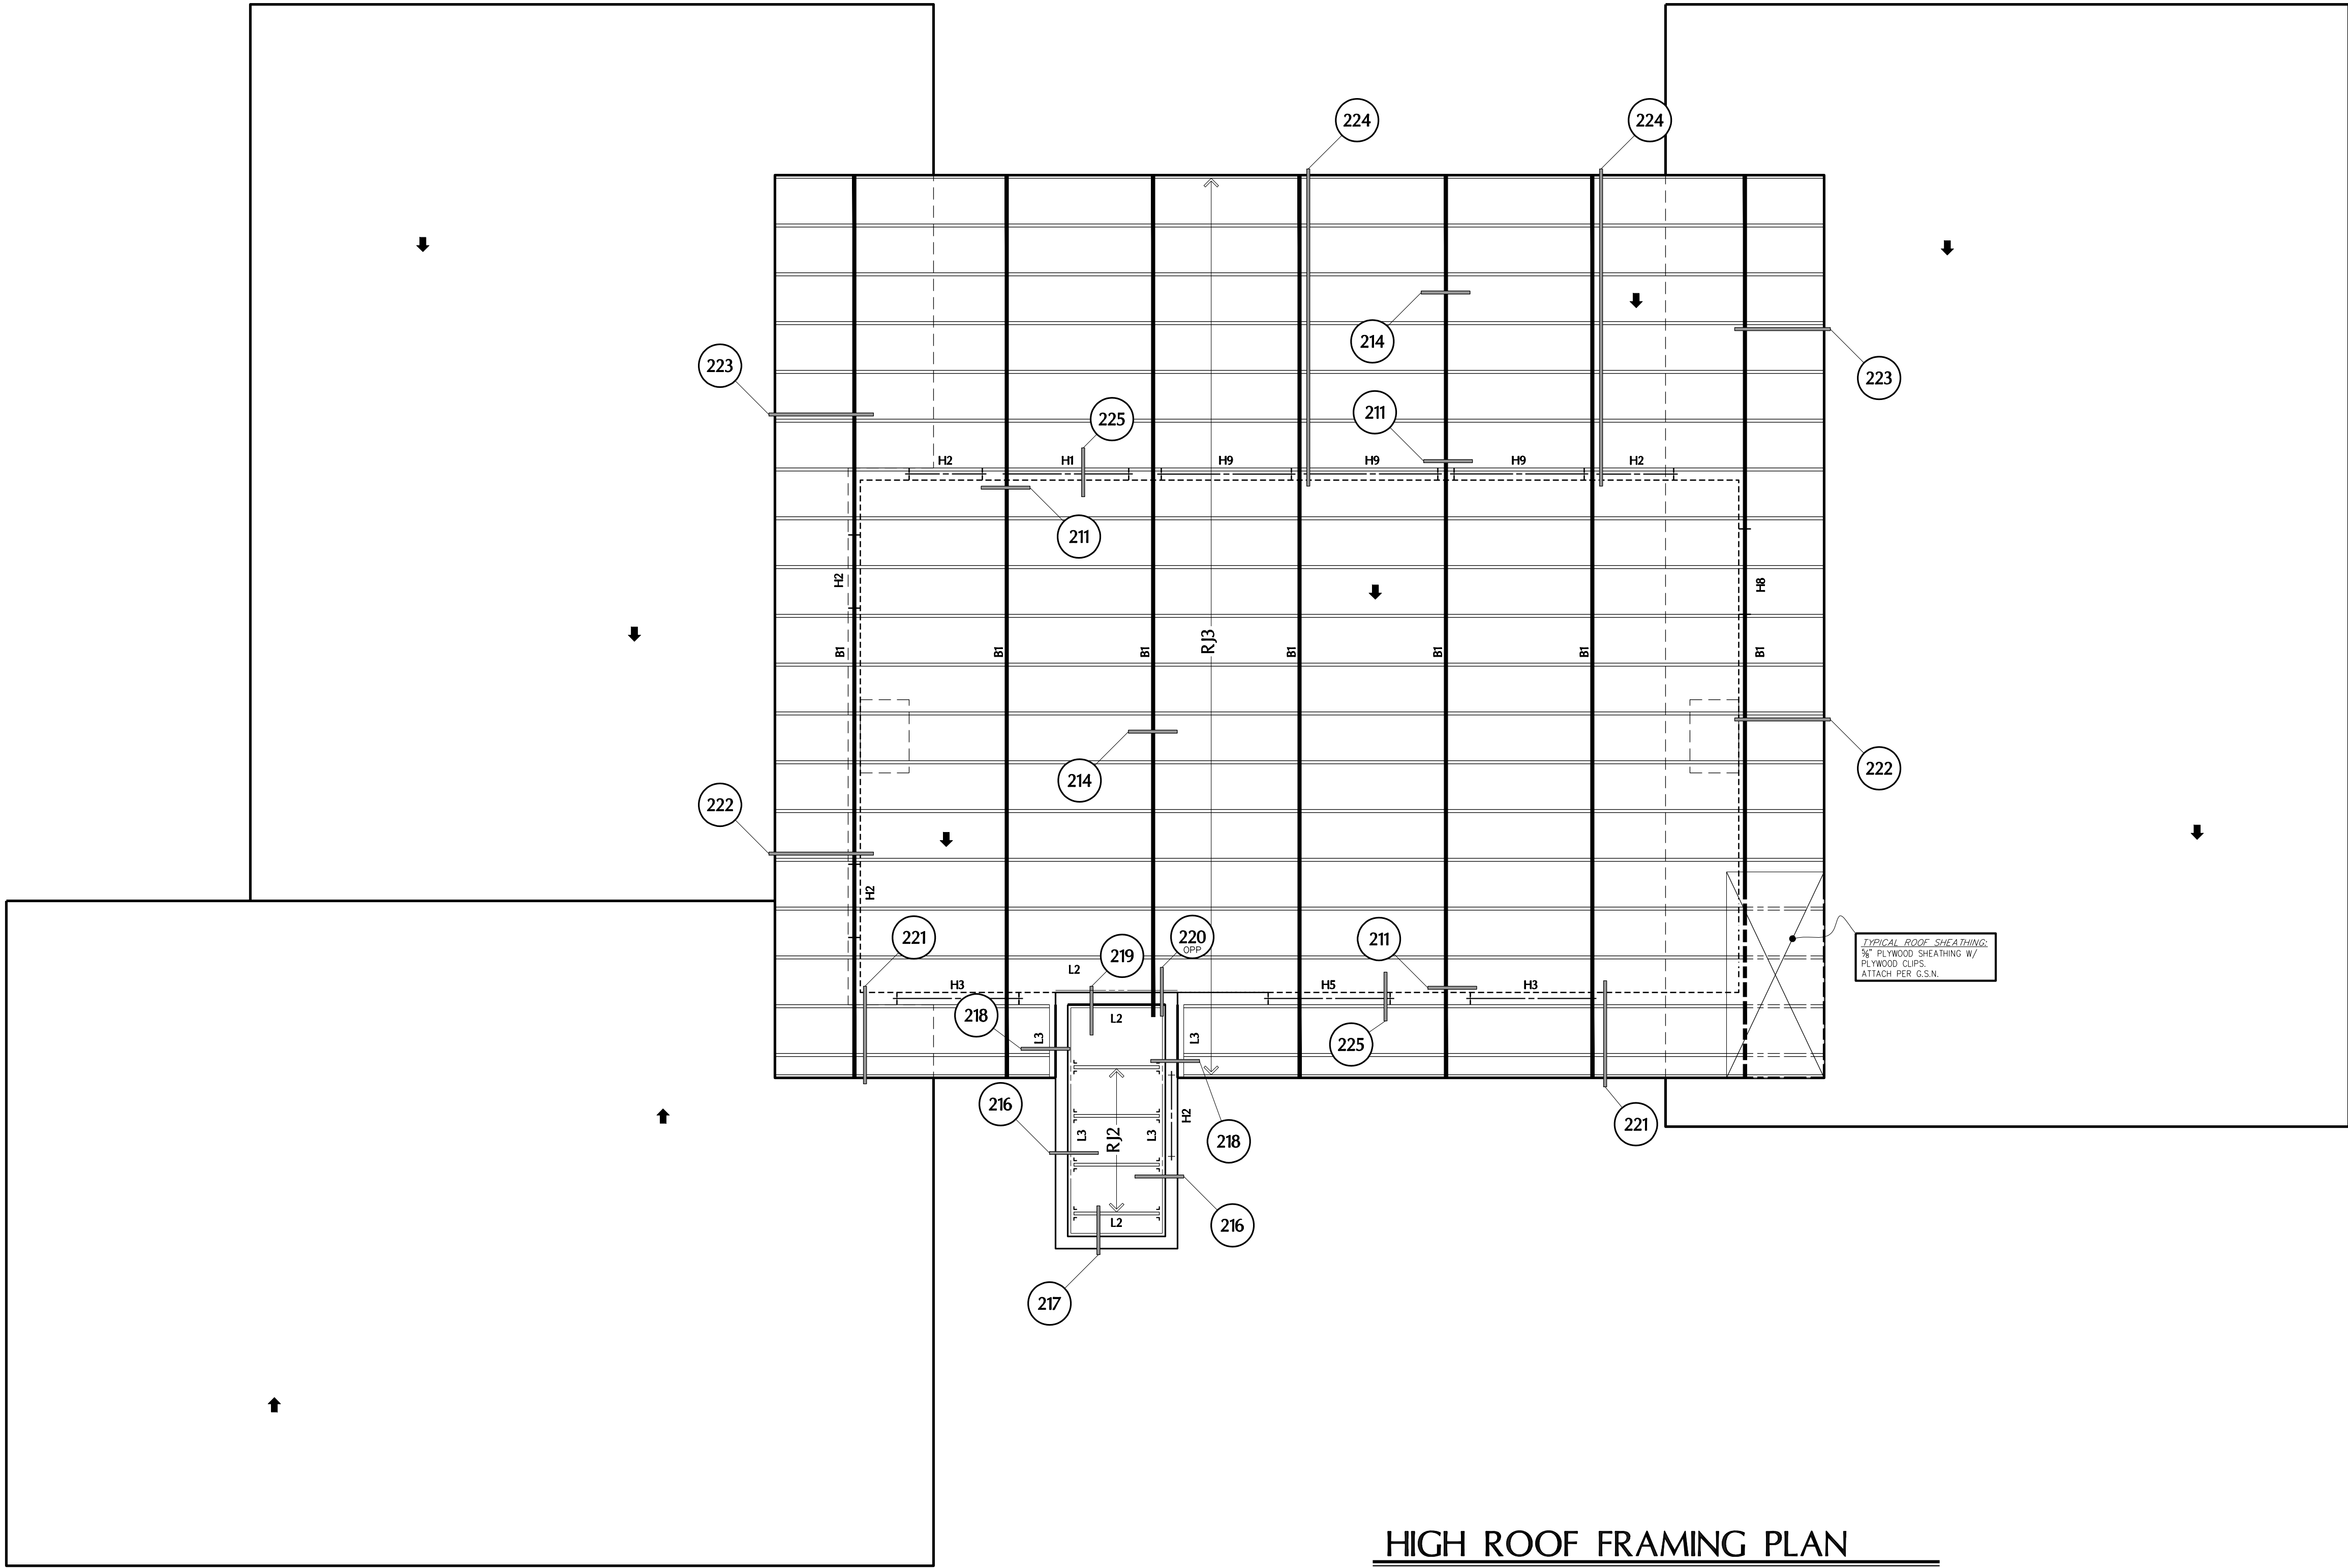 224
224
214
223
223
211
225
H2
H1
H9
H9
H9
H2
211
H2
H8
RJ3
B1
B1
B1
B1
B1
B1
B1
214
222
222
H2
221
219
220
OPP
211
TYPICAL ROOF SHEATHING:
⅝" PLYWOOD SHEATHING W/
PLYWOOD CLIPS.
ATTACH PER G.S.N.
L2
H3
H5
H3
218
L2
L3
L3
225
216
H2
221
L3
RJ2
L3
218
L2
216
217
HIGH ROOF FRAMING PLAN